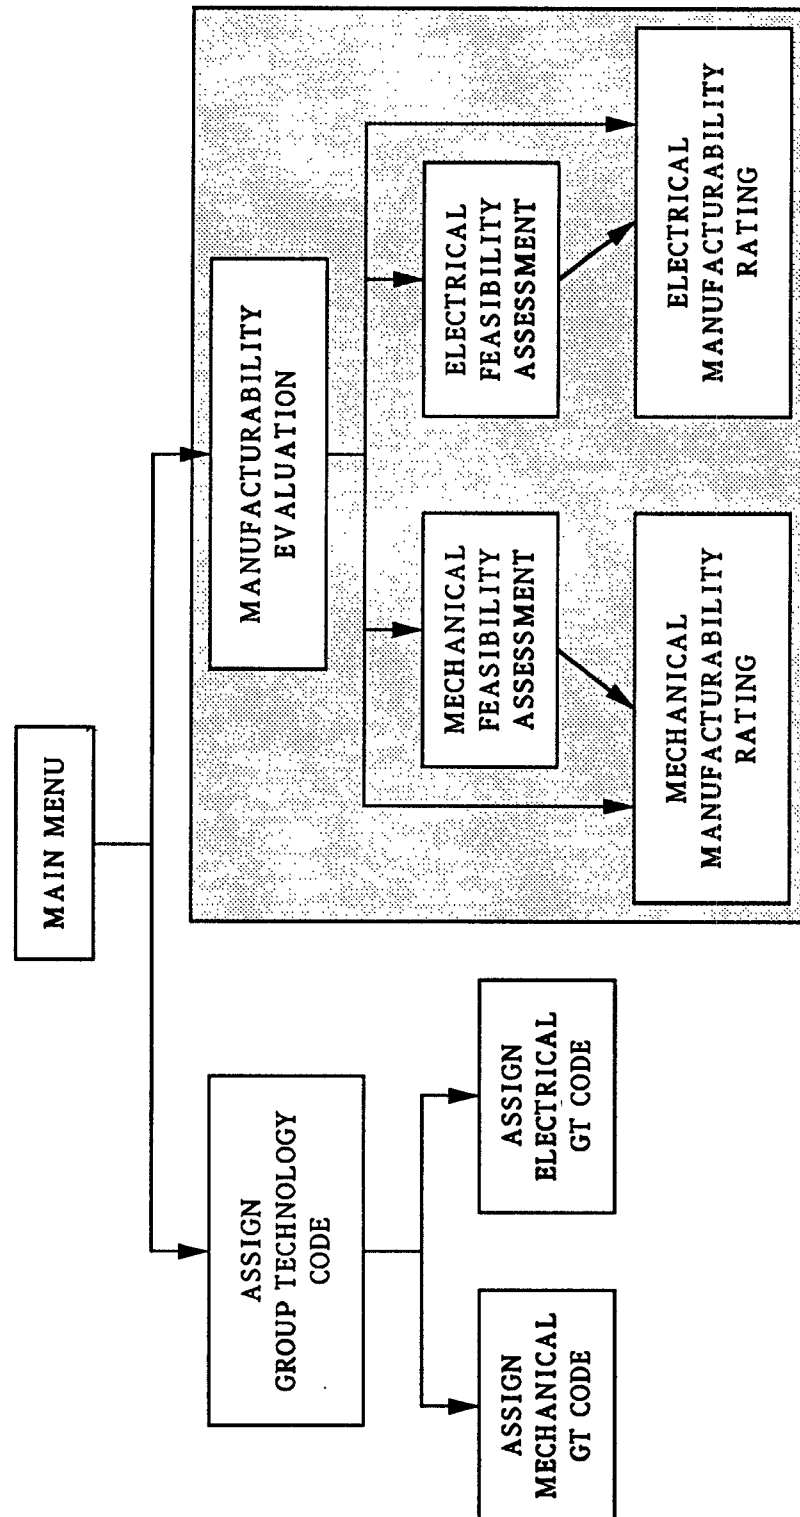 MAIN MENU
ASSIGN
GROUP TECHNOLOGY
CODE
MANUFACTURABILITY
EVALUATION
ASSIGN
MECHANICAL
GT CODE
ASSIGN
ELECTRICAL
GT CODE
MECHANICAL
FEASIBILITY
ASSESSMENT
ELECTRICAL
FEASIBILITY
ASSESSMENT
MECHANICAL
MANUFACTURABILITY
RATING
ELECTRICAL
MANUFACTURABILITY
RATING